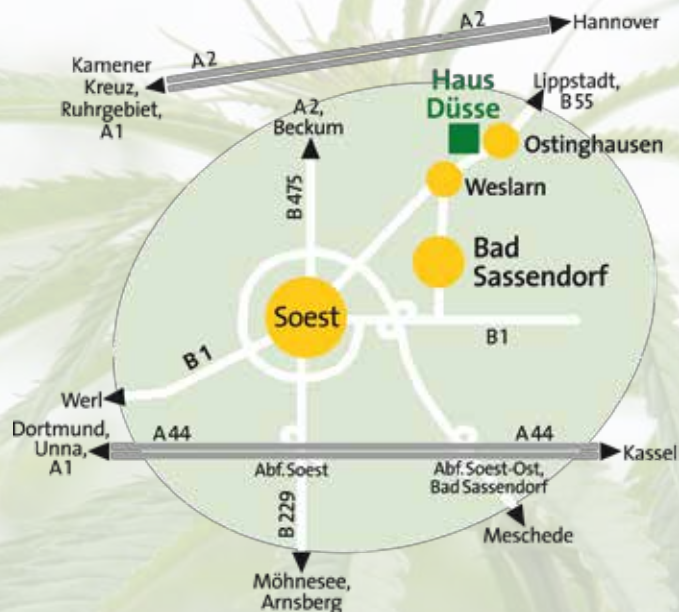 A2
Hannover
A2
Kamener
Kreuz,
Ruhrgebiet,
A1
Haus
Düsse
Lippstadt,
B55
A2,
Beckum
Ostinghausen
Weslarn
B475
Bad
Sassendorf
Soest
B1
B1
Werl
Dortmund,
Unna,
A1
A44
A44
Kassel
Abf. Soest
Abf. Soest-Ost,
Bad Sassendorf
B229
Meschede
Möhnesee,
Arnsberg